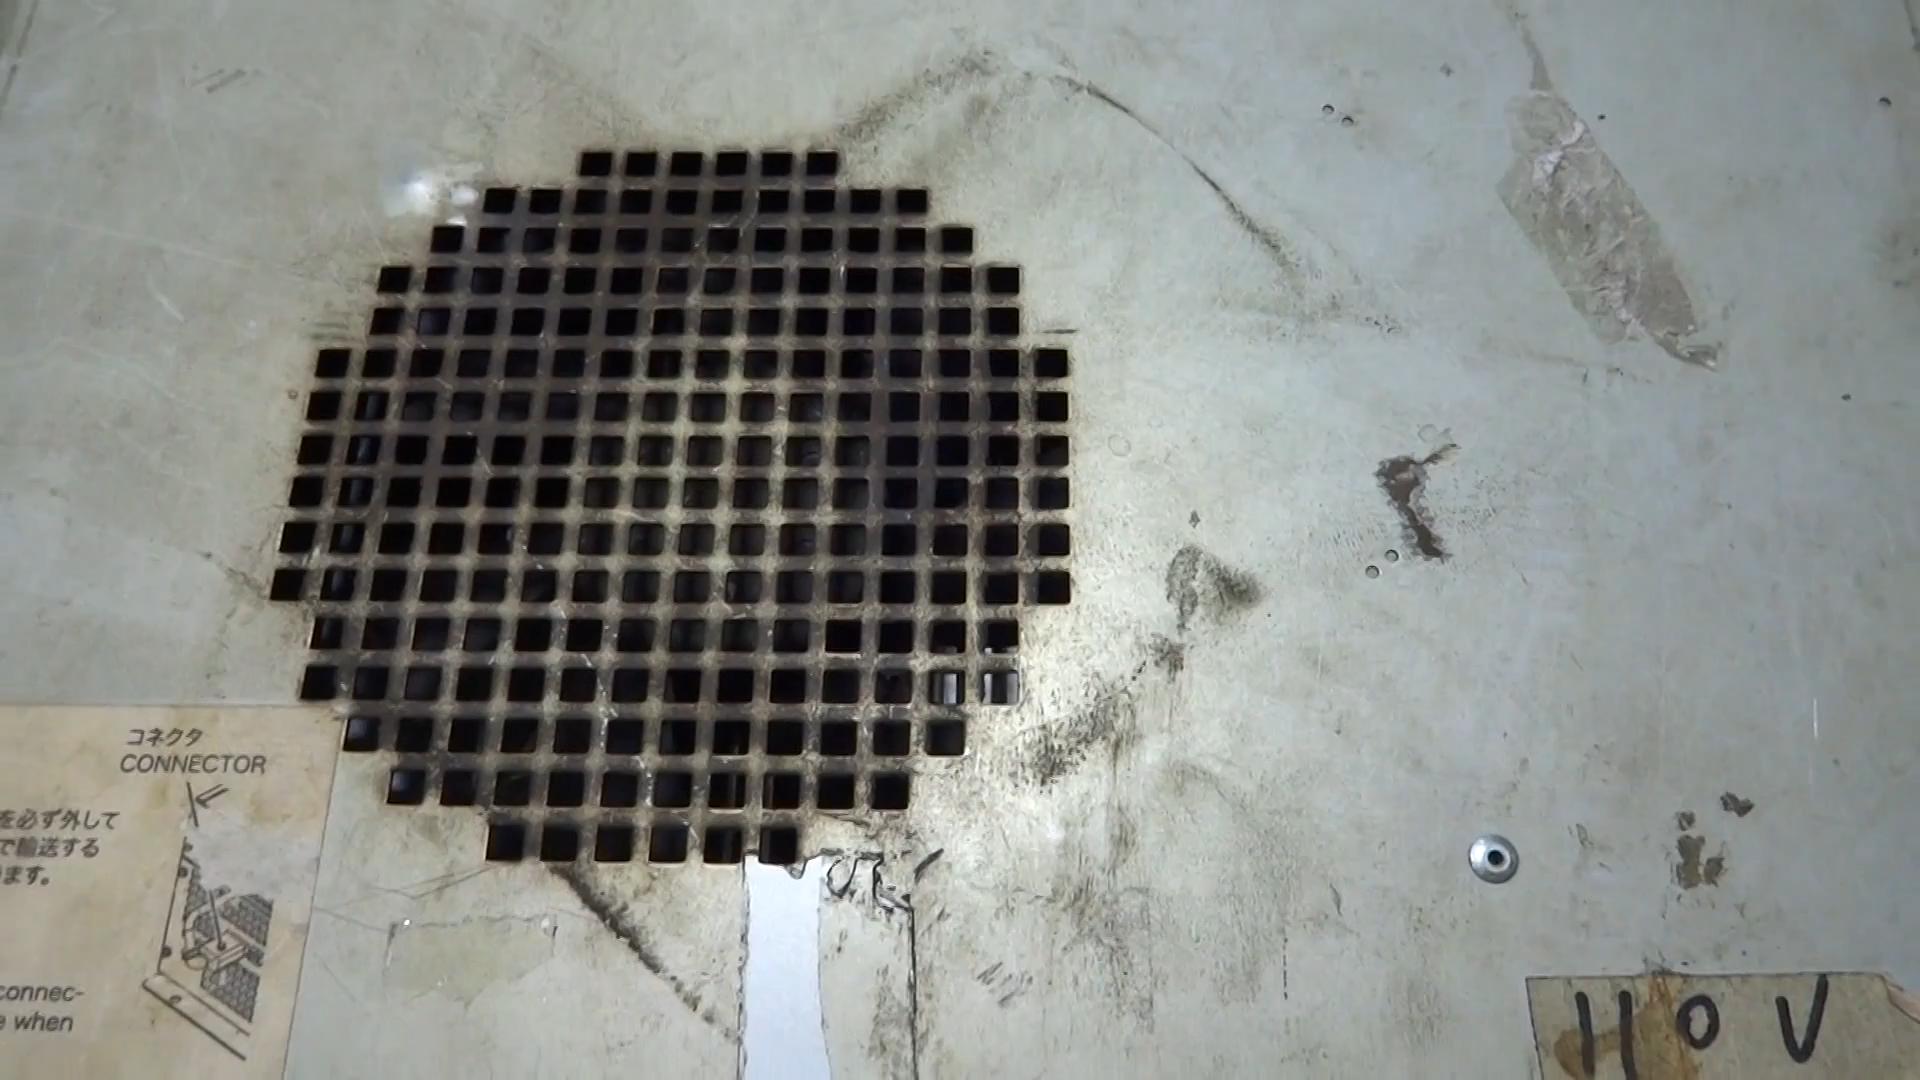 コネクタ
CONNECTOR
を必ず外して
で輸送する
ます。
connec-
when
110V